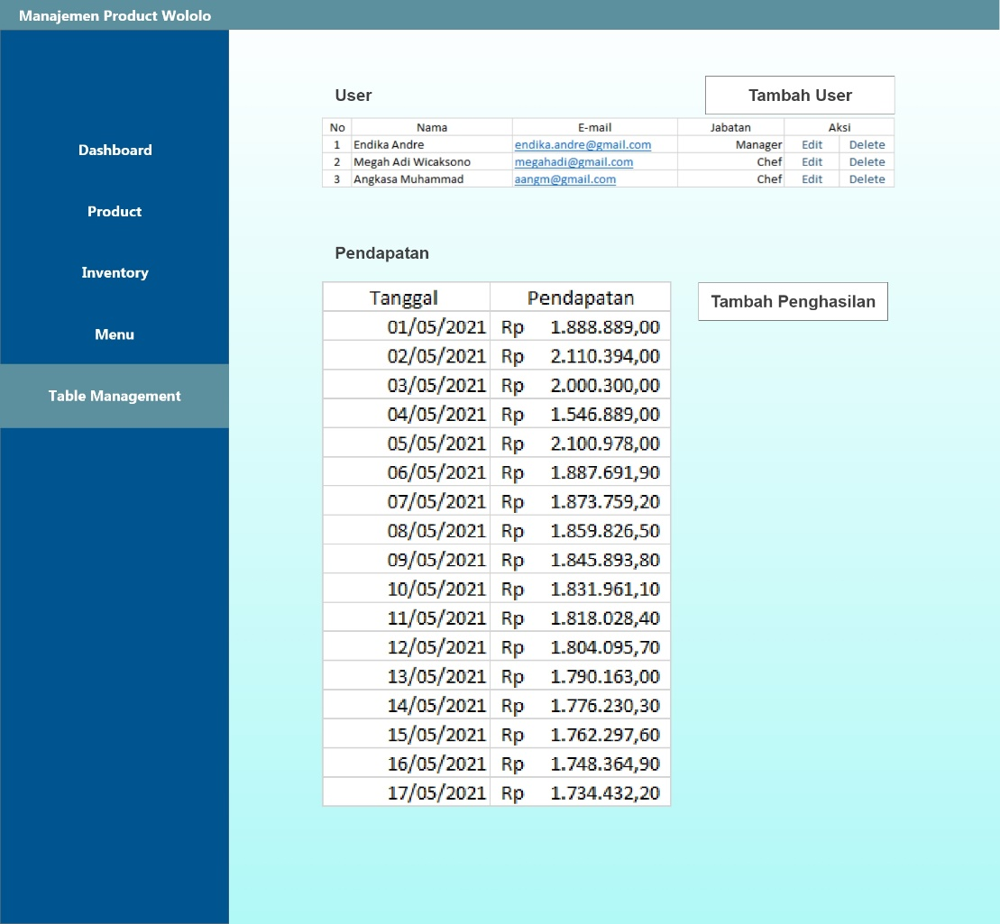 Manajemen Product Wololo
Dashboard
Product
Inventory
Menu
Table Management
User
Tambah User
No Nama E-mail Jabatan Aksi
1 Endika Andre endika.andre@gmail.com Manager Edit Delete
2 Megah Adi Wicaksono megahadi@gmail.com Chef Edit Delete
3 Angkasa Muhammad aangm@gmail.com Chef Edit Delete
Pendapatan
Tambah Penghasilan
Tanggal Pendapatan
01/05/2021 Rp 1.888.889,00
02/05/2021 Rp 2.110.394,00
03/05/2021 Rp 2.000.300,00
04/05/2021 Rp 1.546.889,00
05/05/2021 Rp 2.100.978,00
06/05/2021 Rp 1.887.691,90
07/05/2021 Rp 1.873.759,20
08/05/2021 Rp 1.859.826,50
09/05/2021 Rp 1.845.893,80
10/05/2021 Rp 1.831.961,10
11/05/2021 Rp 1.818.028,40
12/05/2021 Rp 1.804.095,70
13/05/2021 Rp 1.790.163,00
14/05/2021 Rp 1.776.230,30
15/05/2021 Rp 1.762.297,60
16/05/2021 Rp 1.748.364,90
17/05/2021 Rp 1.734.432,20